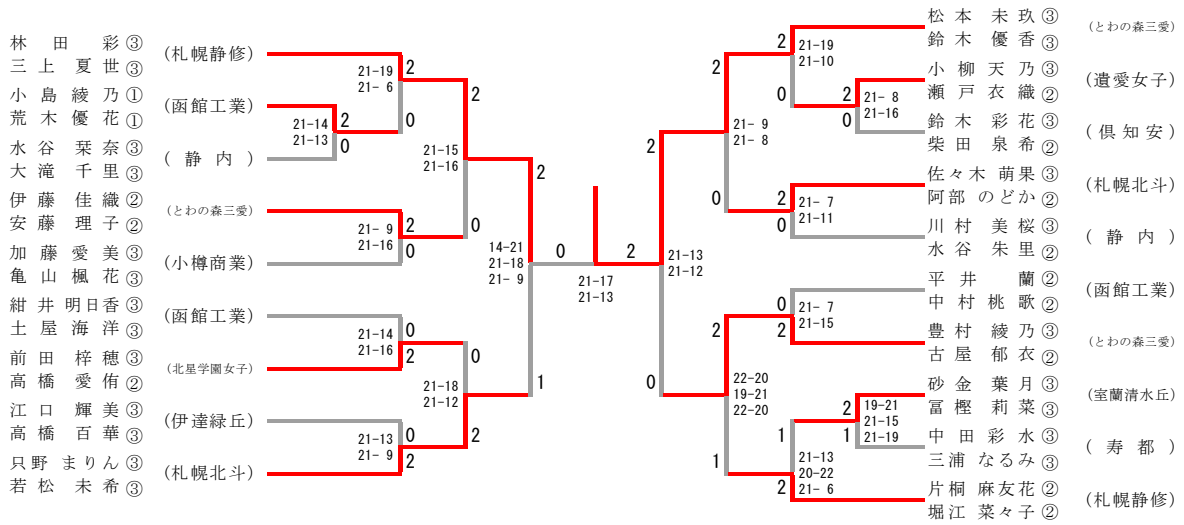 林田 彩③
三上 夏世③
(札幌静修)
小島綾乃①
荒木優花①
(函館工業)
水谷 栞奈③
大滝 千里③
(静内)
伊藤 佳織②
安藤 理子②
(とわの森三愛)
加藤愛美③
亀山楓花③
(小樽商業)
紺井明日香③
土屋海洋③
(函館工業)
前田 梓穂③
高橋 愛侑②
(北星学園女子)
江口 輝美③
高橋 百華③
(伊達緑丘)
只野 まりん③
若松 未希③
(札幌北斗)
21-19
21- 6
2
0
21-14
21-13
2
0
21-15
21-16
2
0
21- 9
21-16
2
0
14-21
21-18
21- 9
2
1
21-14
21-16
0
2
21-18
21-12
0
2
21-13
21- 9
0
2
0
2
21-17
21-13
松本 未玖③
鈴木 優香③
(とわの森三愛)
小柳天乃③
瀬戸衣織②
(遺愛女子)
鈴木彩花③
柴田泉希②
(倶知安)
佐々木 萌果③
阿部 のどか②
(札幌北斗)
川村 美桜③
水谷 朱里②
(静内)
平井 蘭②
中村桃歌②
(函館工業)
豊村綾乃③
古屋郁衣②
(とわの森三愛)
砂金葉月③
冨樫莉菜③
(室蘭清水丘)
中田彩水③
三浦 なるみ③
(寿都)
片桐 麻友花②
堀江 菜々子②
(札幌静修)
2
21-19
21-10
0
2
21- 8
21-16
0
2
21- 9
21- 8
0
2
21- 7
21-11
0
2
21-13
21-12
0
0
21- 7
21-15
2
2
22-20
19-21
22-20
1
2
19-21
21-15
21-19
1
1
21-13
20-22
21- 6
2